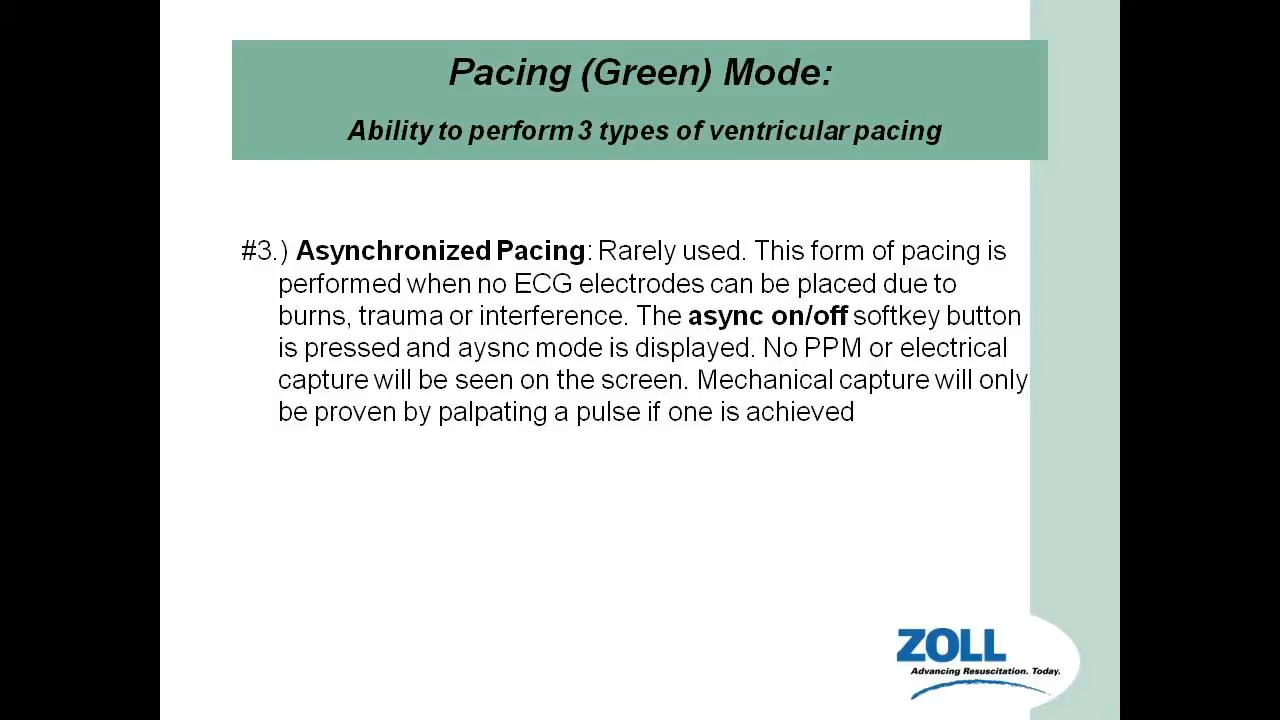 Pacing (Green) Mode:
Ability to perform 3 types of ventricular pacing
#3.) Asynchronized Pacing: Rarely used. This form of pacing is
performed when no ECG electrodes can be placed due to
burns, trauma or interference. The async on/off softkey button
is pressed and aysnc mode is displayed. No PPM or electrical
capture will be seen on the screen. Mechanical capture will only
be proven by palpating a pulse if one is achieved
ZOLL
Advancing Resuscitation. Today.